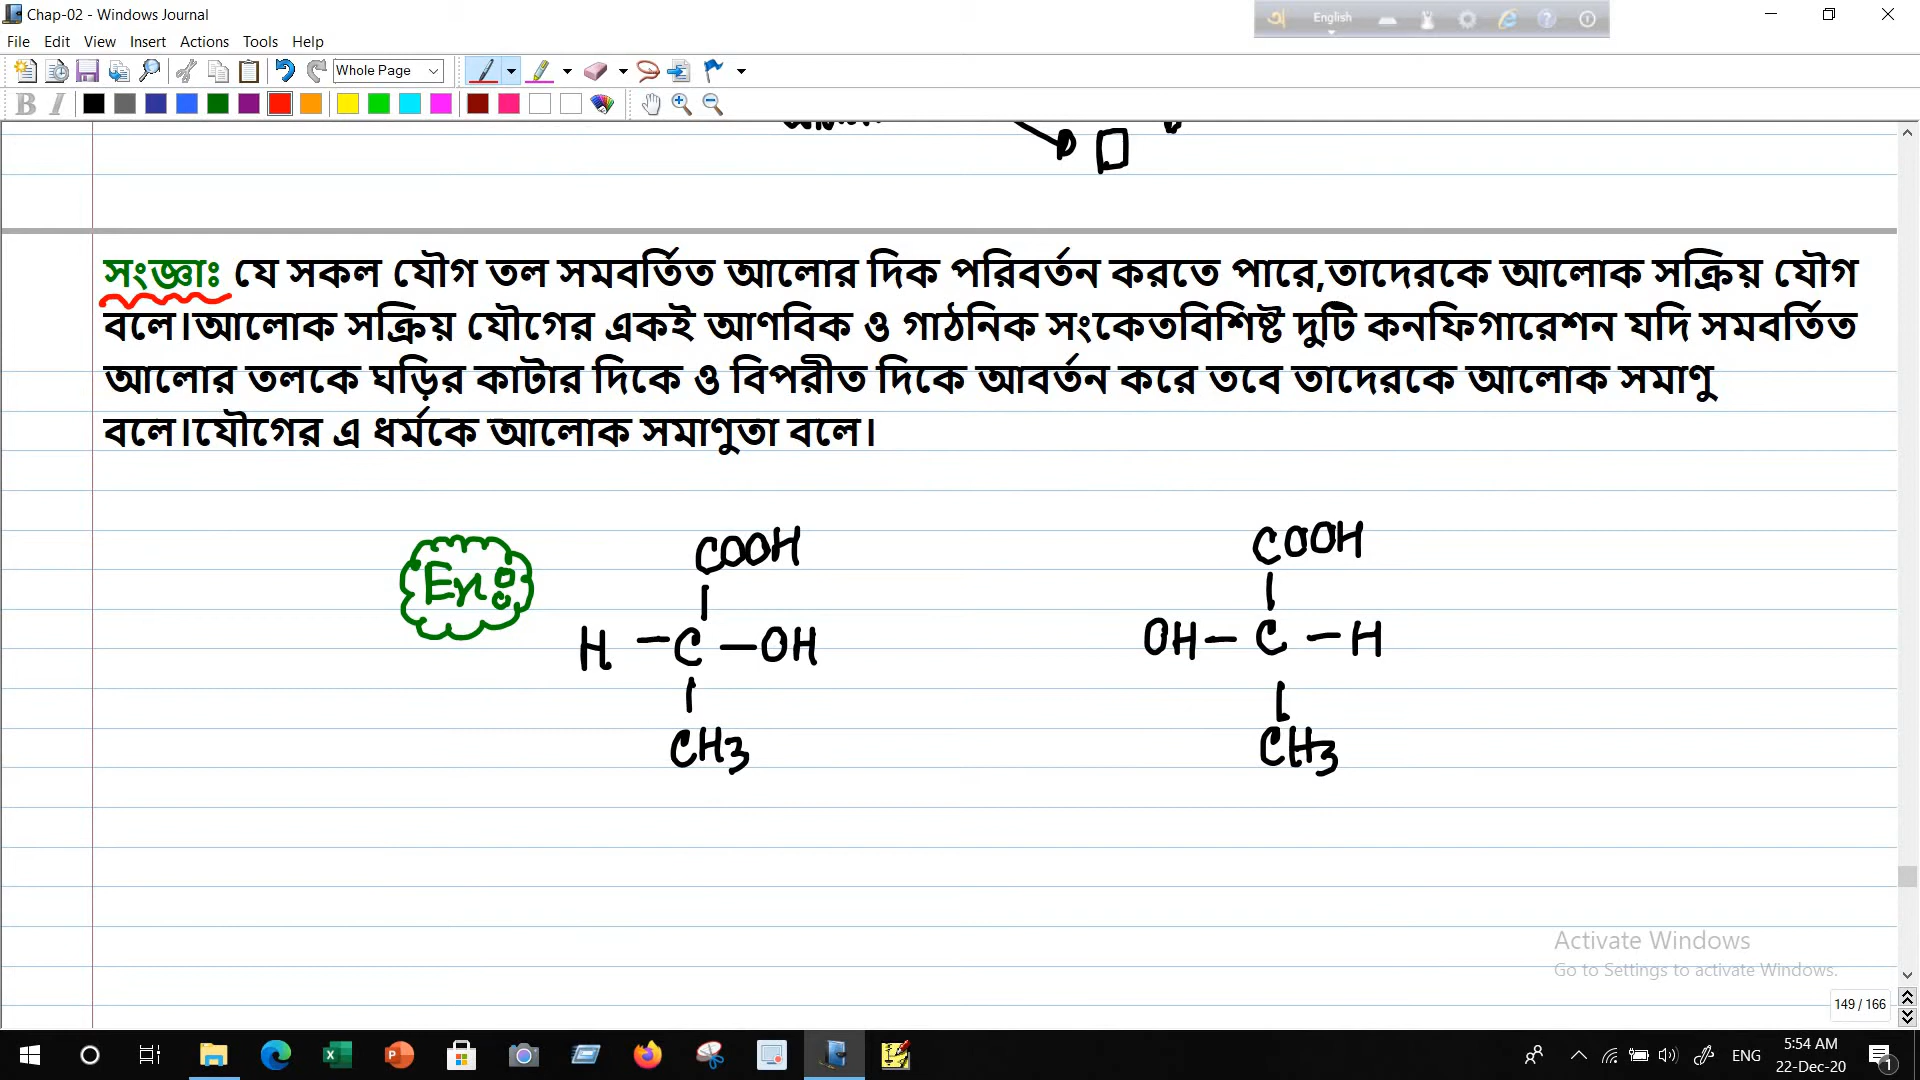 Chap-02 - Windows Journal
English
File Edit View Insert Actions Tools Help
Whole Page
B I
সংজ্ঞাঃ যে সকল যৌগ তল সমবর্তিত আলোর দিক পরিবর্তন করতে পারে,তাদেরকে আলোক সক্রিয় যৌগ
বলে।আলোক সক্রিয় যৌগের একই আণবিক ও গাঠনিক সংকেতবিশিষ্ট দুটি কনফিগারেশন যদি সমবর্তিত
আলোর তলকে ঘড়ির কাটার দিকে ও বিপরীত দিকে আবর্তন করে তবে তাদেরকে আলোক সমাণু
বলে।যৌগের এ ধর্মকে আলোক সমাণুতা বলে।
COOH COOH
Ex:
H - C - OH OH - C - H
CH3 CH3
Activate Windows
Go to Settings to activate Windows.
149 / 166
ENG
5:54 AM
22-Dec-20
1